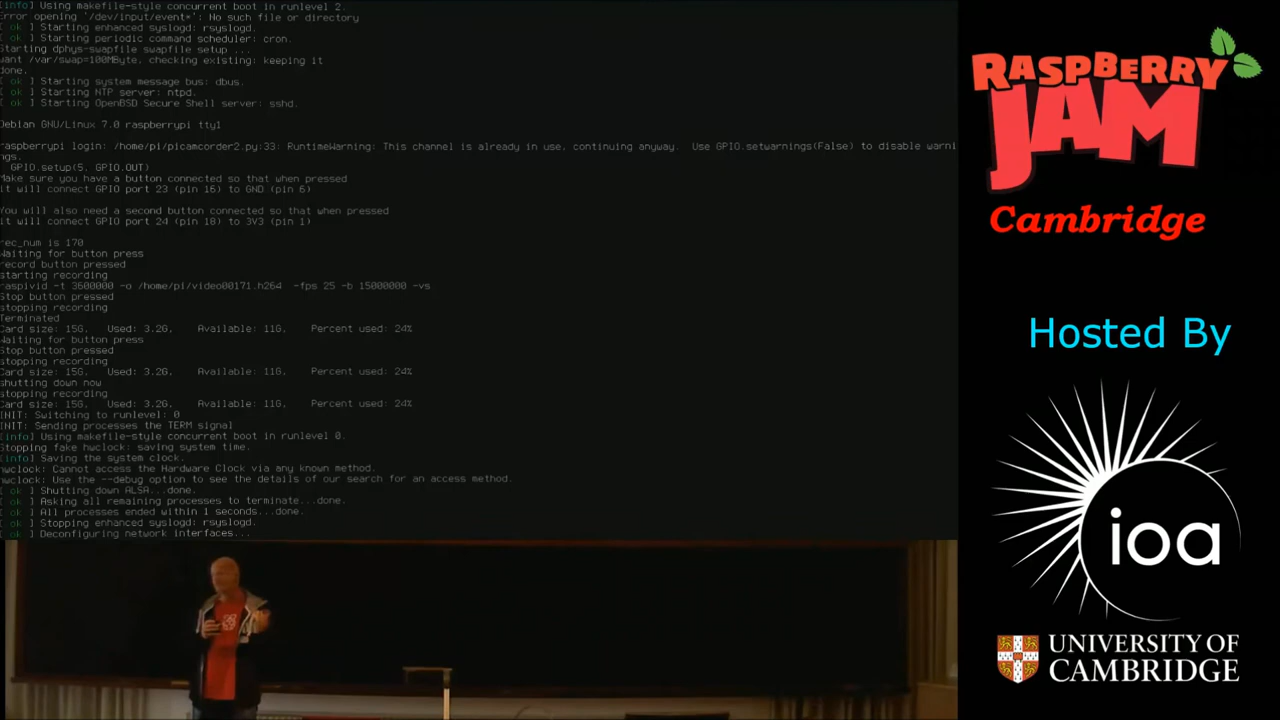 [info] Using makefile-style concurrent boot in runlevel 2.
Error opening '/dev/input/event*': No such file or directory
[ ok ] Starting enhanced syslogd: rsyslogd.
[ ok ] Starting periodic command scheduler: cron.
Starting dphys-swapfile swapfile setup ...
want /var/swap=100MByte, checking existing: keeping it
done.
[ ok ] Starting system message bus: dbus.
[ ok ] Starting NTP server: ntpd.
[ ok ] Starting OpenBSD Secure Shell server: sshd.
Debian GNU/Linux 7.0 raspberrypi tty1
raspberrypi login: /home/pi/picamcorder2.py:33: RuntimeWarning: This channel is already in use, continuing anyway.  Use GPIO.setwarnings(False) to disable warni
ngs.
GPIO.setup(5, GPIO.OUT)
Make sure you have a button connected so that when pressed
it will connect GPIO port 23 (pin 16) to GND (pin 6)
You will also need a second button connected so that when pressed
it will connect GPIO port 24 (pin 18) to 3V3 (pin 1)
rec_num is 170
Waiting for button press
record button pressed
starting recording
raspivid -t 3600000 -o /home/pi/video00171.h264  -fps 25 -b 15000000 -vs
Stop button pressed
stopping recording
Terminated
Card size: 15G,   Used: 3.2G,    Available: 11G,    Percent used: 24%
Waiting for button press
Stop button pressed
stopping recording
Card size: 15G,   Used: 3.2G,    Available: 11G,    Percent used: 24%
shutting down now
stopping recording
Card size: 15G,   Used: 3.2G,    Available: 11G,    Percent used: 24%
INIT: Switching to runlevel: 0
INIT: Sending processes the TERM signal
[info] Using makefile-style concurrent boot in runlevel 0.
Stopping fake hwclock: saving system time.
[info] Saving the system clock.
hwclock: Cannot access the Hardware Clock via any known method.
hwclock: Use the --debug option to see the details of our search for an access method.
[ ok ] Shutting down ALSA...done.
[ ok ] Asking all remaining processes to terminate...done.
[ ok ] All processes ended within 1 seconds...done.
[ ok ] Stopping enhanced syslogd: rsyslogd.
[ ok ] Deconfiguring network interfaces...
RASPBERRY
JAM
Cambridge
Hosted By
ioa
UNIVERSITY OF
CAMBRIDGE